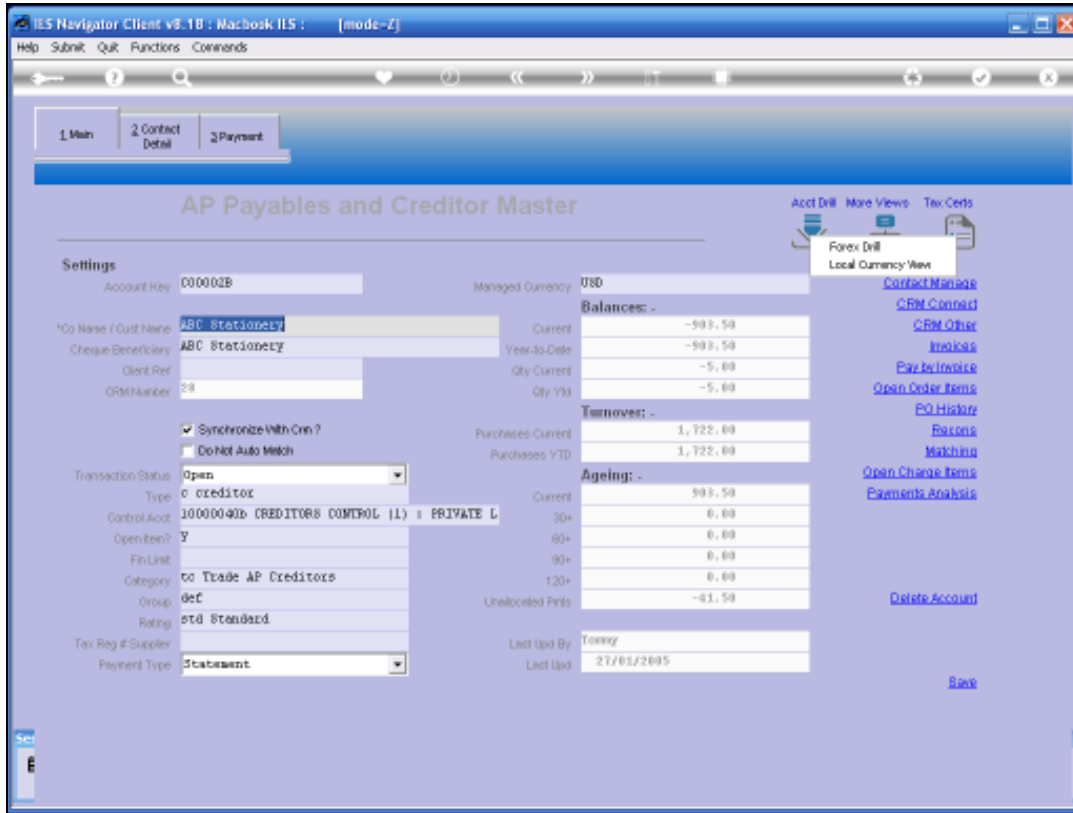 IES Navigator Client v8.18 : Macbook IES : [mode-Z]
Help Submit Quit Functions Commands
1 Main
2 Contact Detail
3 Payment
AP Payables and Creditor Master
Acct Drill More Views Tax Certs
Forex Drill
Local Currency View
Settings
Account Key C00002B
Managed Currency USD
Contact Manage
Balances: -
CRM Connect
*Co Name / Cust Name ABC Stationery
Current -903.50
CRM Other
Cheque Beneficiary ABC Stationery
Year-to-Date -903.50
Invoices
Client Ref
Qty Current -5.00
Pay by Invoice
CRM Number 28
Qty Ytd -5.00
Open Order Items
Turnover: -
PO History
Synchronize With Crm ?
Purchases Current 1,722.00
Recons
Do Not Auto Match
Purchases YTD 1,722.00
Matching
Transaction Status Open
Ageing: -
Open Charge Items
Type c creditor
Current 903.50
Payments Analysis
Control Acct 10000040b CREDITORS CONTROL (1) : PRIVATE L
30+ 0.00
Open Item? Y
60+ 0.00
Fin Limit
90+ 0.00
Category tc Trade AP Creditors
120+ 0.00
Group def
Unallocated Pmts -41.50
Delete Account
Rating std Standard
Tax Reg # Supplier
Last Upd By Tommy
Payment Type Statement
Last Upd 27/01/2005
Save